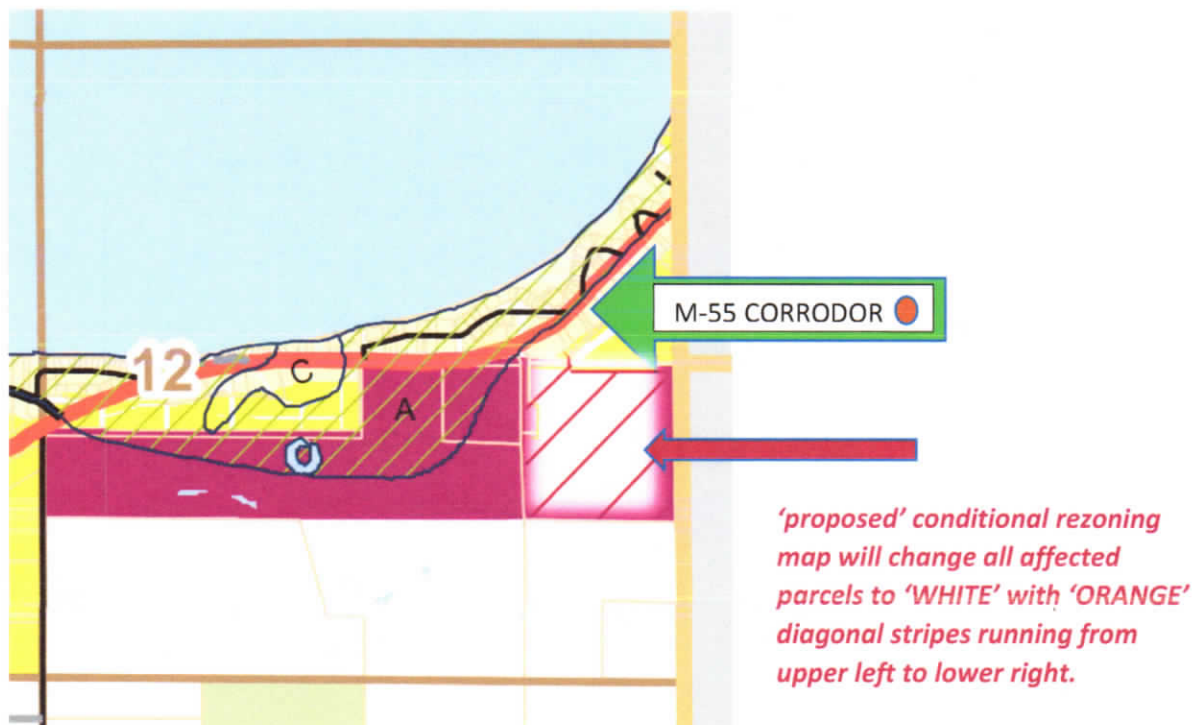 12
C
A
M-55 CORRODOR
‘proposed’ conditional rezoning
map will change all affected
parcels to ‘WHITE’ with ‘ORANGE’
diagonal stripes running from
upper left to lower right.